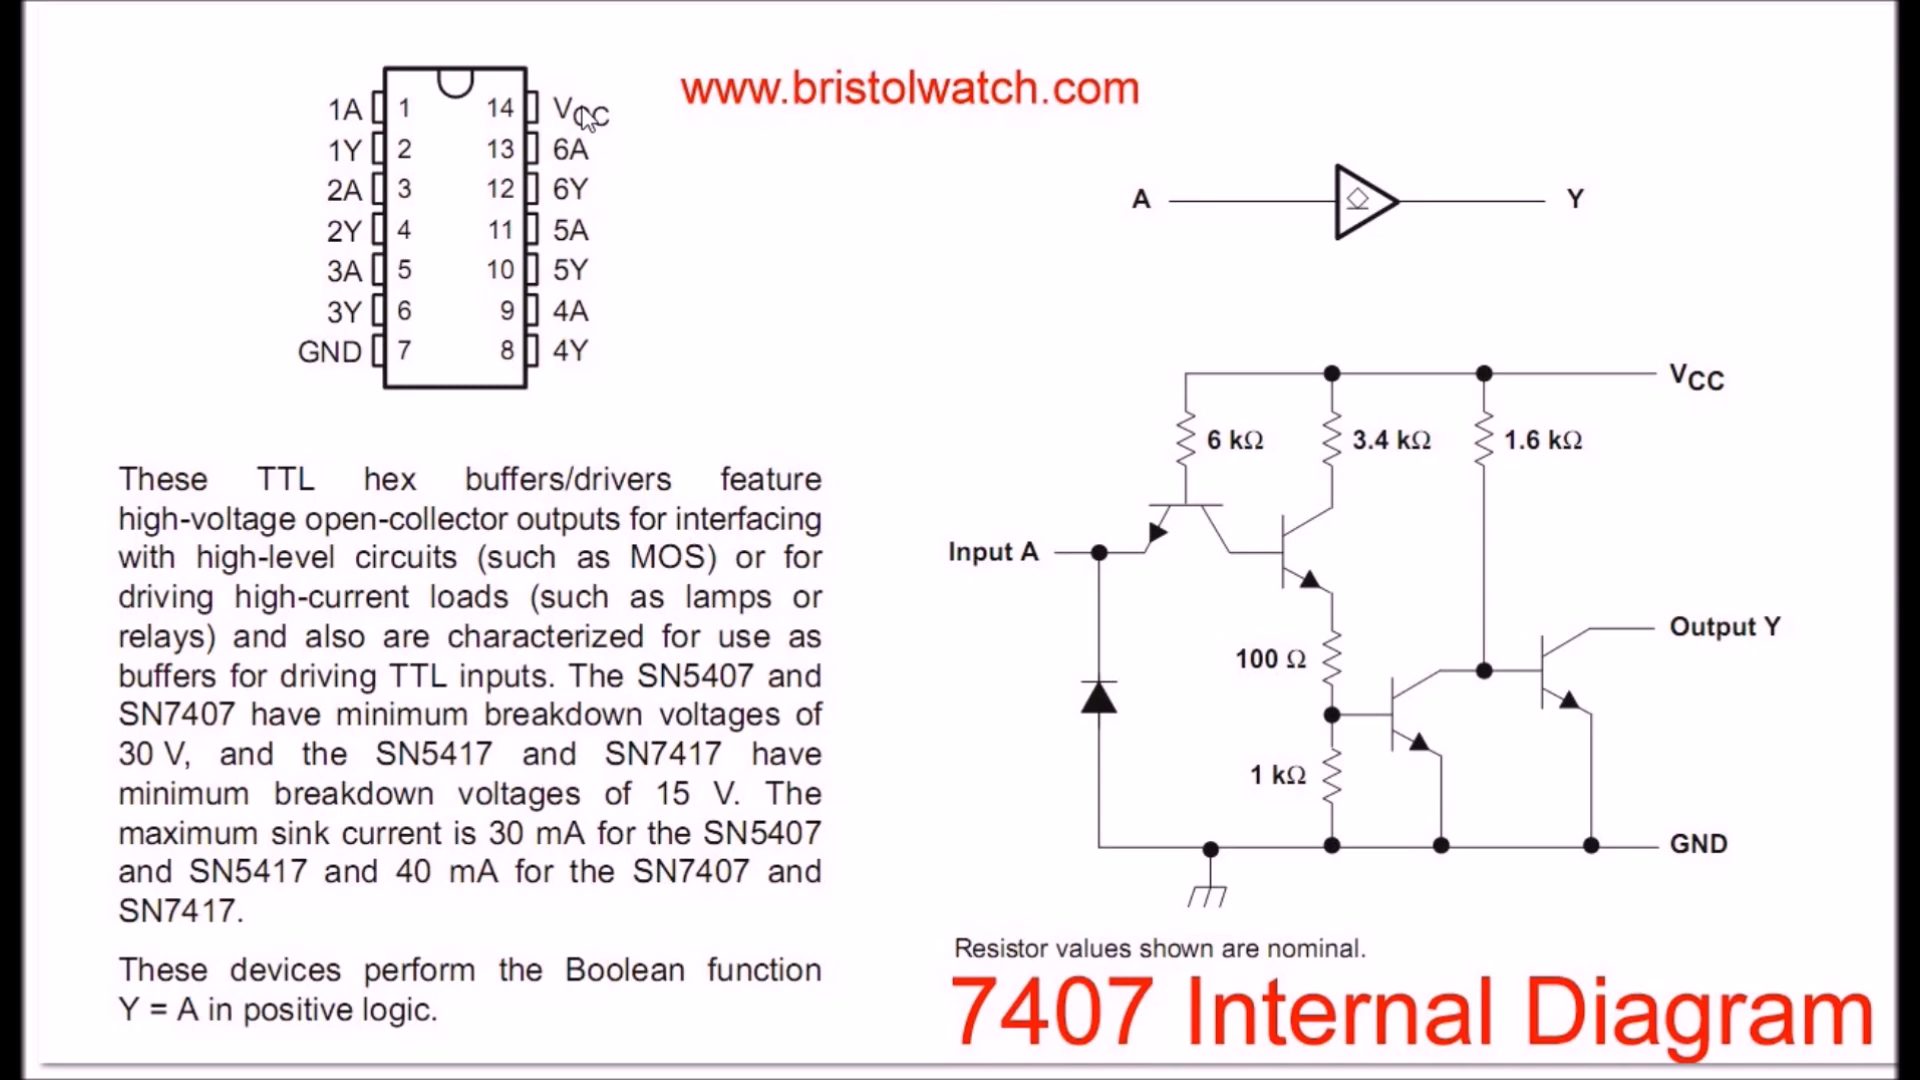 www.bristolwatch.com
1A 1 14 VCC
1Y 2 13 6A
2A 3 12 6Y
2Y 4 11 5A
3A 5 10 5Y
3Y 6 9 4A
GND 7 8 4Y
A Y
These TTL hex buffers/drivers feature
high-voltage open-collector outputs for interfacing
with high-level circuits (such as MOS) or for
driving high-current loads (such as lamps or
relays) and also are characterized for use as
buffers for driving TTL inputs. The SN5407 and
SN7407 have minimum breakdown voltages of
30 V, and the SN5417 and SN7417 have
minimum breakdown voltages of 15 V. The
maximum sink current is 30 mA for the SN5407
and SN5417 and 40 mA for the SN7407 and
SN7417.
These devices perform the Boolean function
Y = A in positive logic.
VCC
6 kΩ 3.4 kΩ 1.6 kΩ
Input A
Output Y
100 Ω
1 kΩ
GND
Resistor values shown are nominal.
7407 Internal Diagram